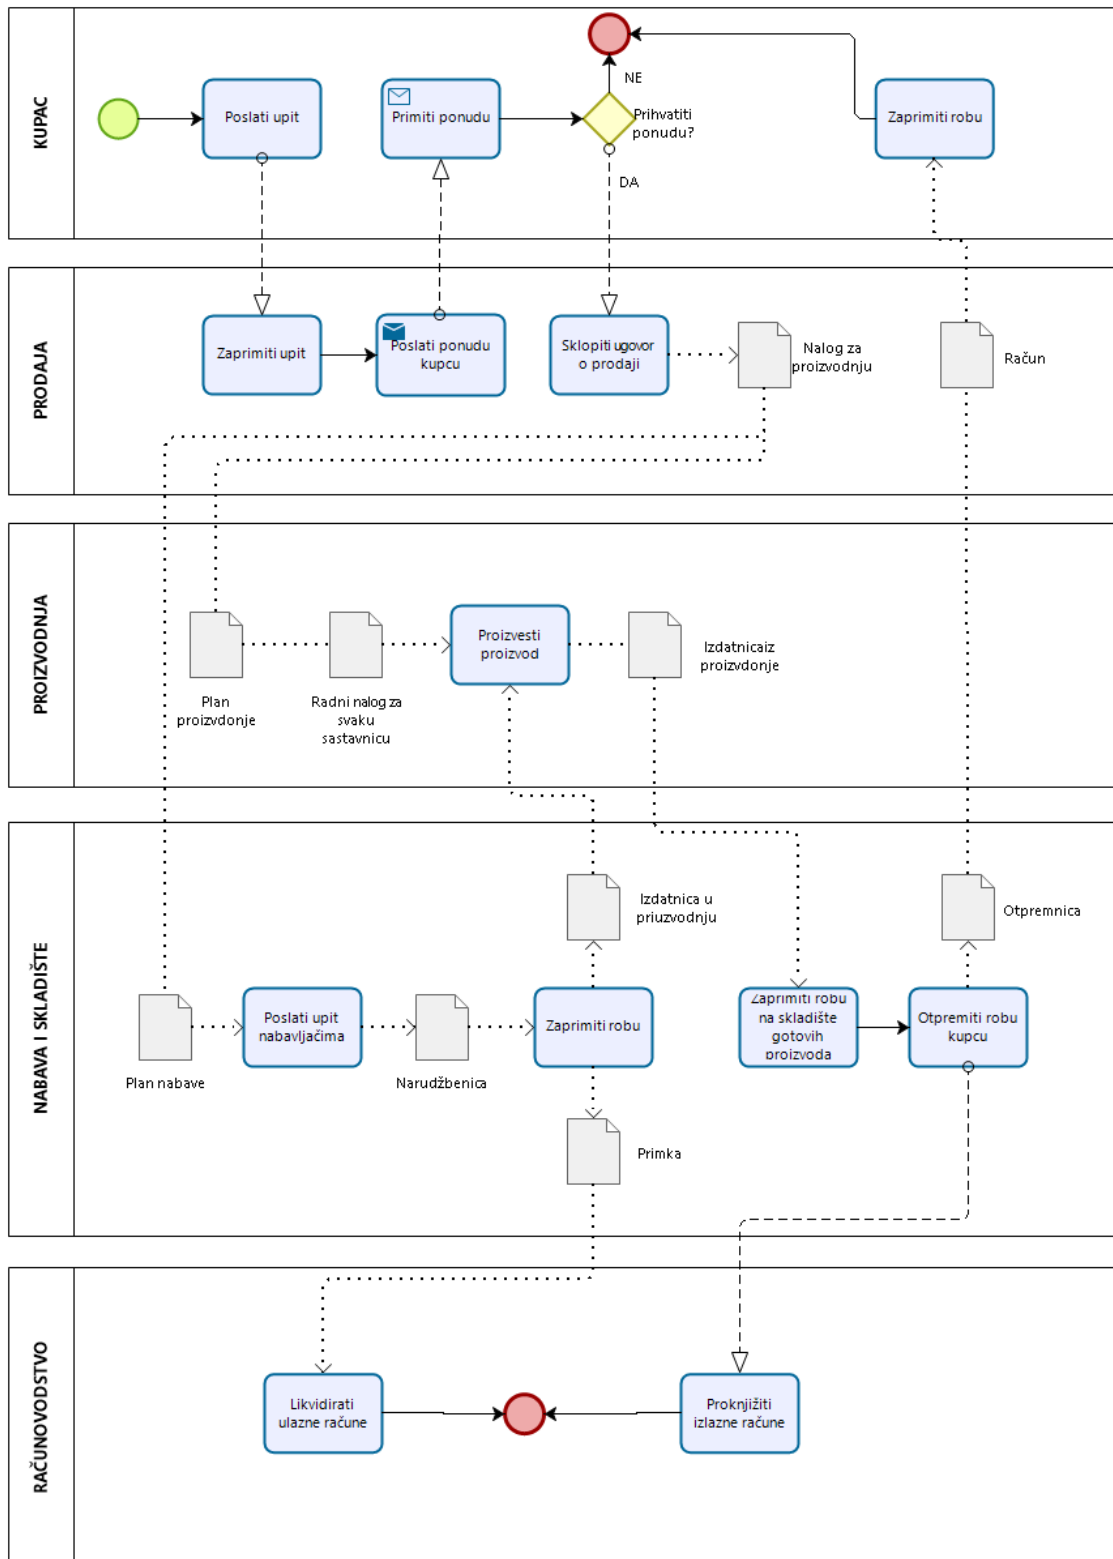 KUPAC
Poslati upit
Primiti ponudu
NE
Prihvatiti
ponudu?
DA
Zaprimiti robu
PRODAJA
Zaprimiti upit
Poslati ponudu
kupcu
Sklopiti ugovor
o prodaji
Nalog za
proizvodnju
Račun
PROIZVODNJA
Plan
proizvdonje
Radni nalog za
svaku
sastavnicu
Proizvesti
proizvod
Izdatnicaiz
proizvdonje
NABAVA I SKLADIŠTE
Izdatnica u
priuzvodnju
Otpremnica
Plan nabave
Poslati upit
nabavljačima
Narudžbenica
Zaprimiti robu
Zaprimiti robu
na skladište
gotovih
proizvoda
Otpremiti robu
kupcu
Primka
RAČUNOVODSTVO
Likvidirati
ulazne račune
Proknjižiti
izlazne račune